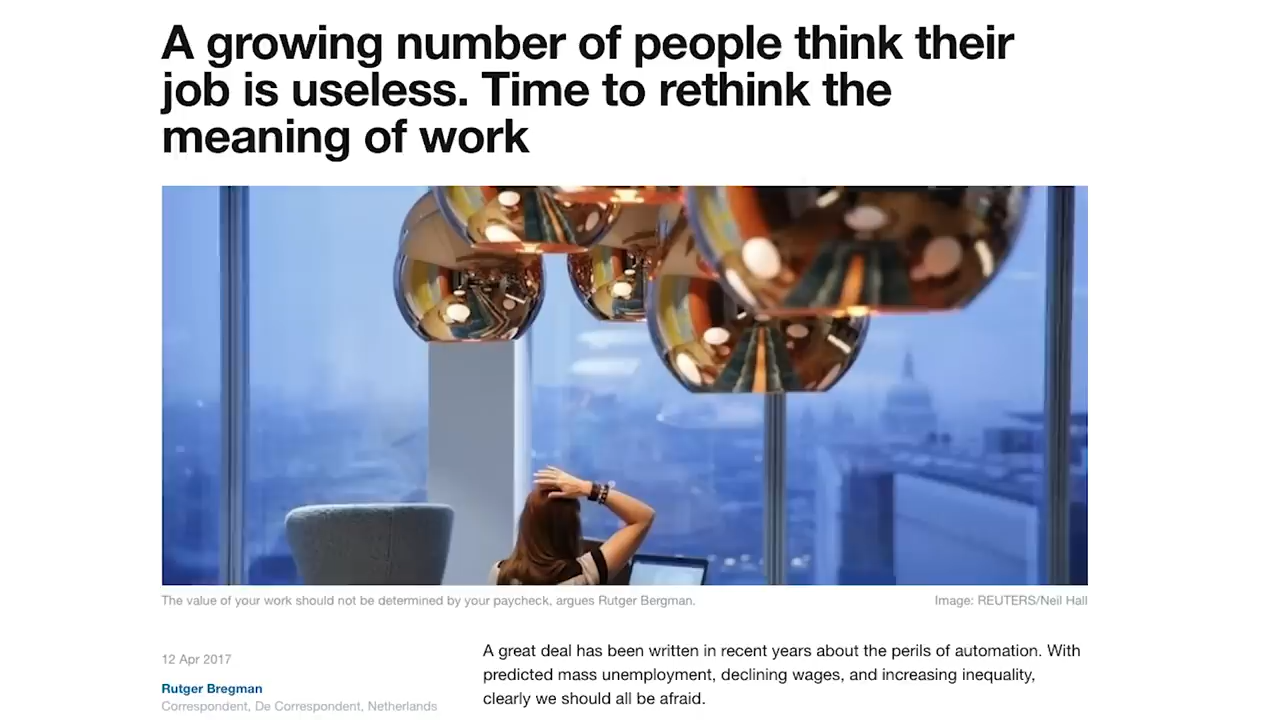 A growing number of people think their
job is useless. Time to rethink the
meaning of work
The value of your work should not be determined by your paycheck, argues Rutger Bergman.
Image: REUTERS/Neil Hall
12 Apr 2017
Rutger Bregman
Correspondent, De Correspondent, Netherlands
A great deal has been written in recent years about the perils of automation. With
predicted mass unemployment, declining wages, and increasing inequality,
clearly we should all be afraid.